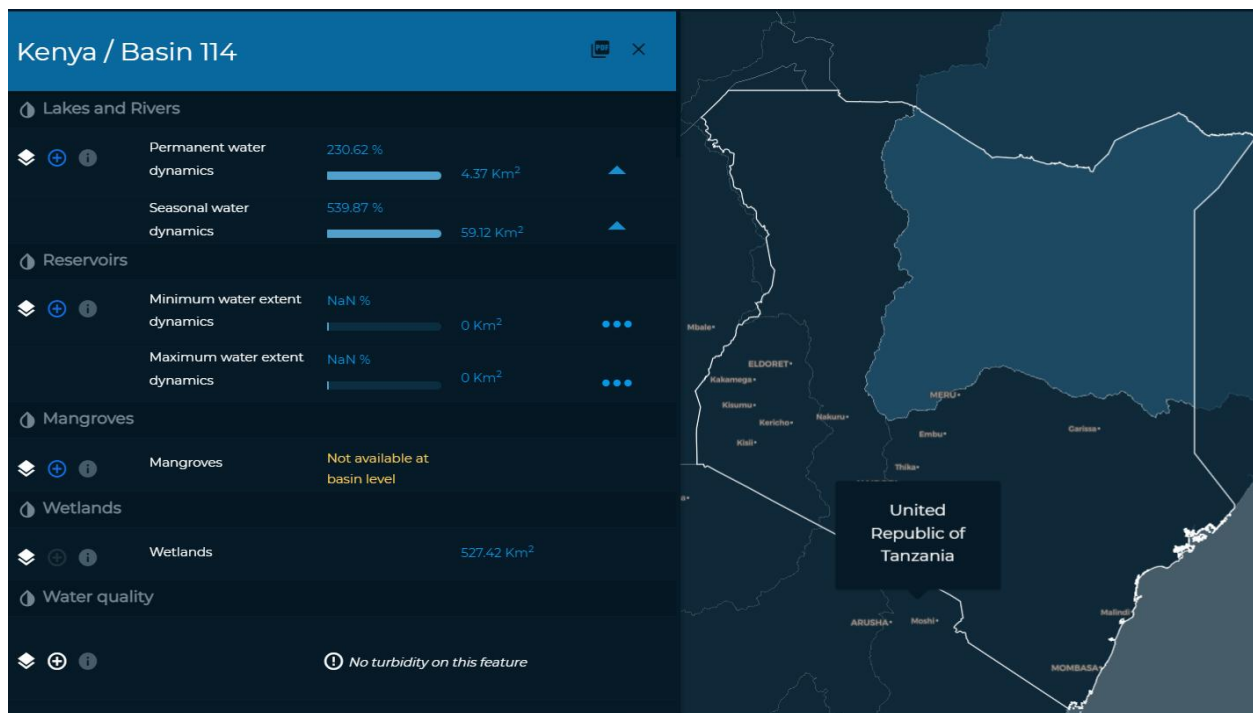 Kenya / Basin 114
PDF
Lakes and Rivers
Permanent water
dynamics
230.62 %
4.37 Km²
Seasonal water
dynamics
539.87 %
59.12 Km²
Reservoirs
Minimum water extent
dynamics
NaN %
0 Km²
Maximum water extent
dynamics
NaN %
0 Km²
Mangroves
Mangroves
Not available at
basin level
Wetlands
Wetlands
527.42 Km²
Water quality
No turbidity on this feature
Mbale
ELDORET
Kakamega
MERU
Kisumu
Nakuru
Kericho
Embu
Garissa
Kisii
Thika
United
Republic of
Tanzania
ARUSHA
Moshi
Malindi
MOMBASA